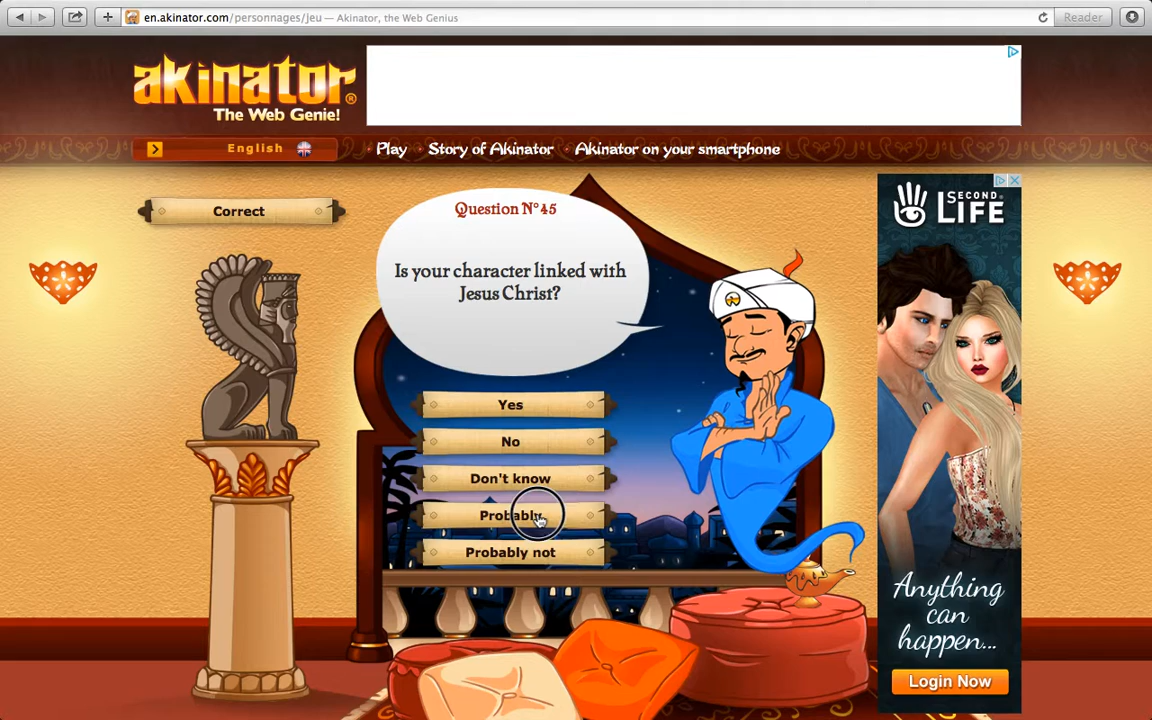 en.akinator.com/personnages/jeu — Akinator, the Web Genius
Reader
akinator®
The Web Genie!
English
Play
Story of Akinator
Akinator on your smartphone
Correct
Question N°45
Is your character linked with
Jesus Christ?
Yes
No
Don't know
Probably
Probably not
SECOND
LIFE
Anything
can
happen...
Login Now